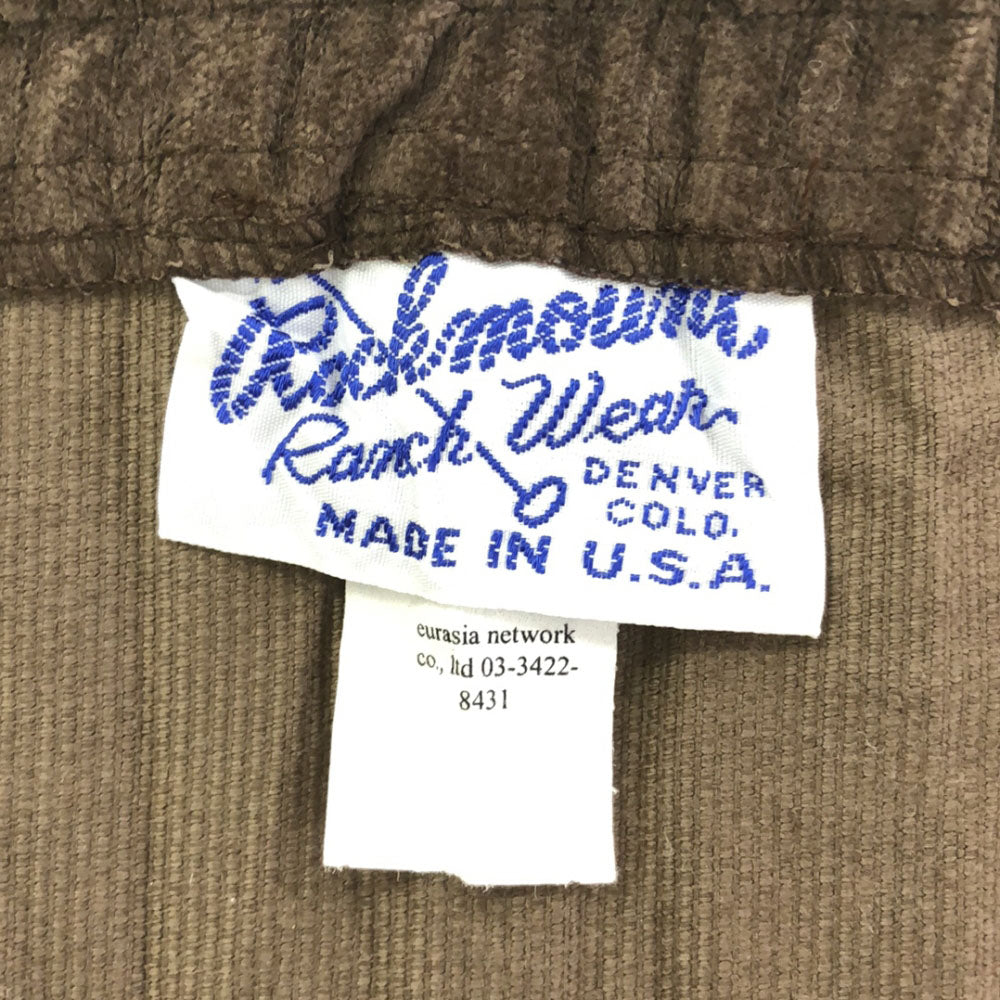 Rockmount
Ranch Wear
DENVER
COLO.
MADE IN U.S.A.
eurasia network
co., ltd 03-3422-
8431